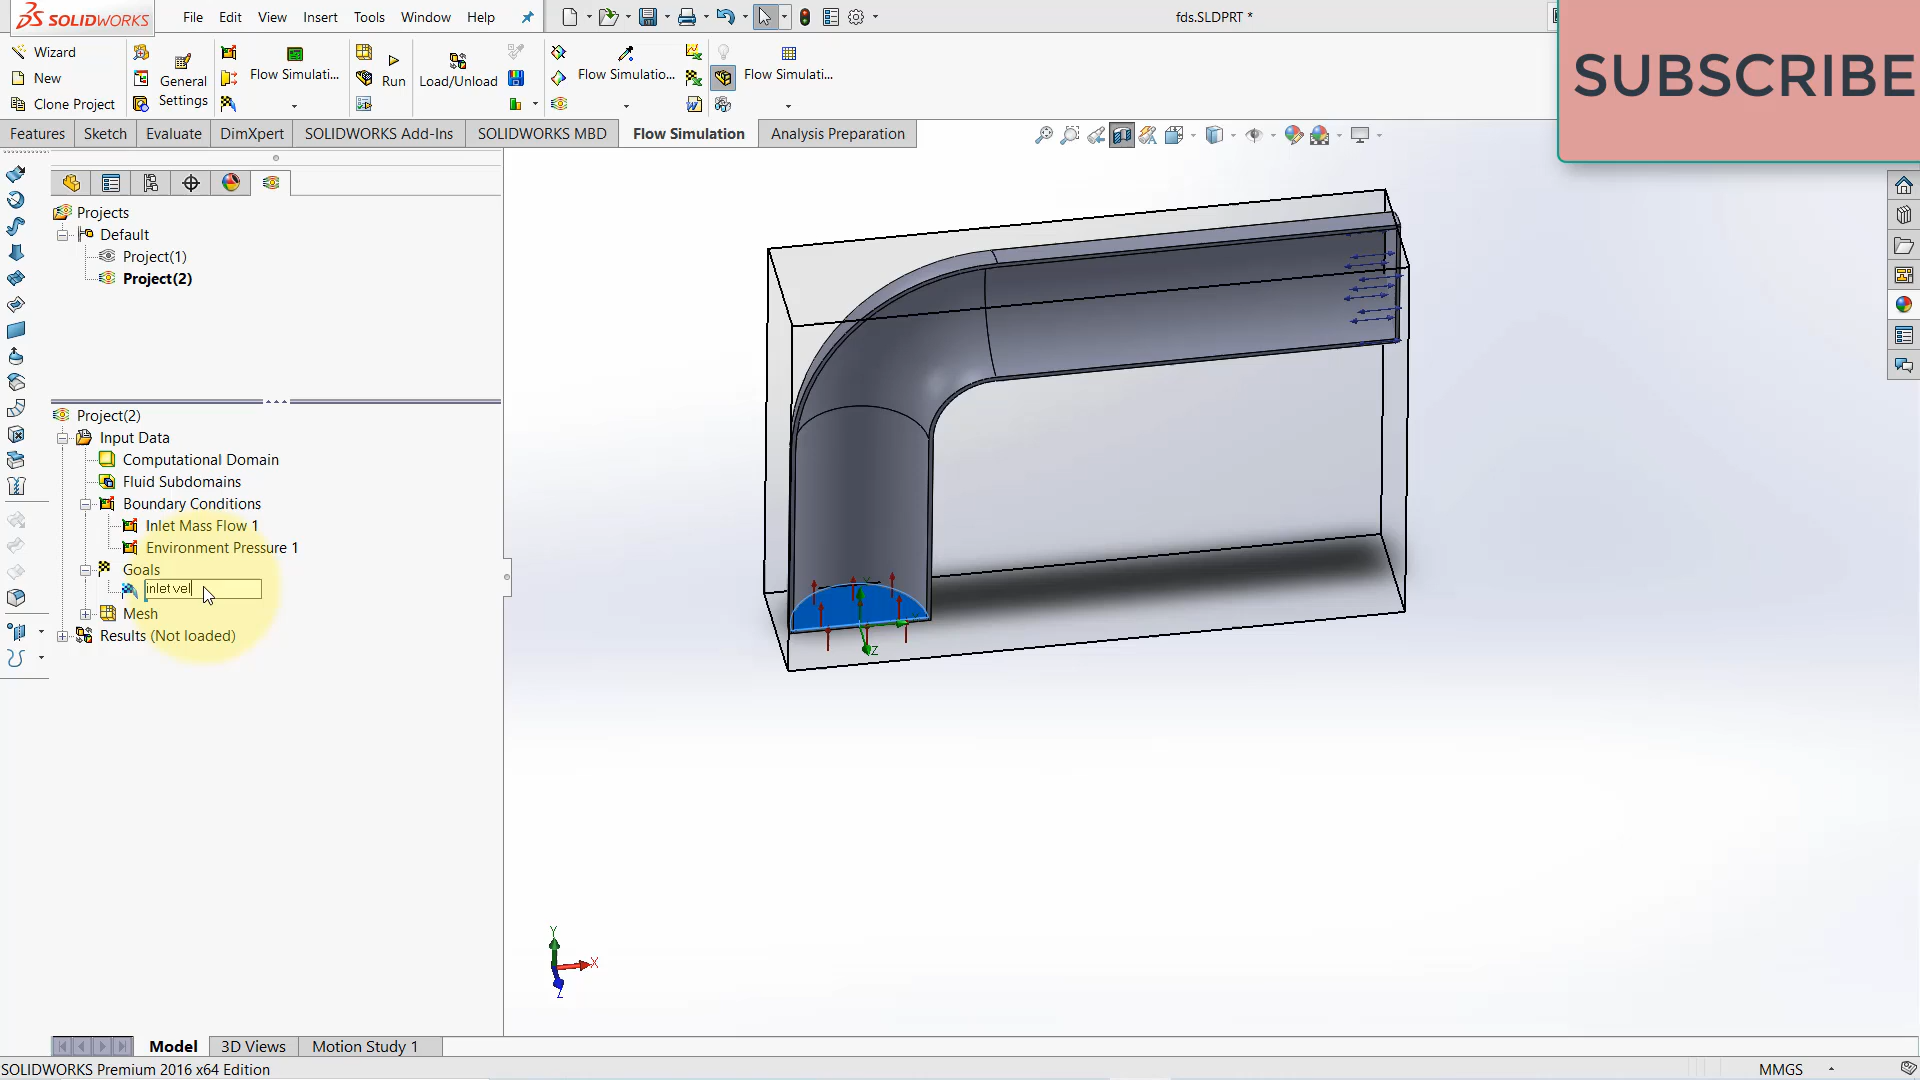 SOLIDWORKS
File Edit View Insert Tools Window Help
fds.SLDPRT *
SUBSCRIBE
Wizard
New
Clone Project
General
Settings
Flow Simulati...
Run
Load/Unload
Flow Simulatio...
Flow Simulati...
Features Sketch Evaluate DimXpert SOLIDWORKS Add-Ins SOLIDWORKS MBD Flow Simulation Analysis Preparation
Projects
Default
Project(1)
Project(2)
Project(2)
Input Data
Computational Domain
Fluid Subdomains
Boundary Conditions
Inlet Mass Flow 1
Environment Pressure 1
Goals
inlet vel
Mesh
Results (Not loaded)
Z
Y
X
Z
Model 3D Views Motion Study 1
SOLIDWORKS Premium 2016 x64 Edition
MMGS